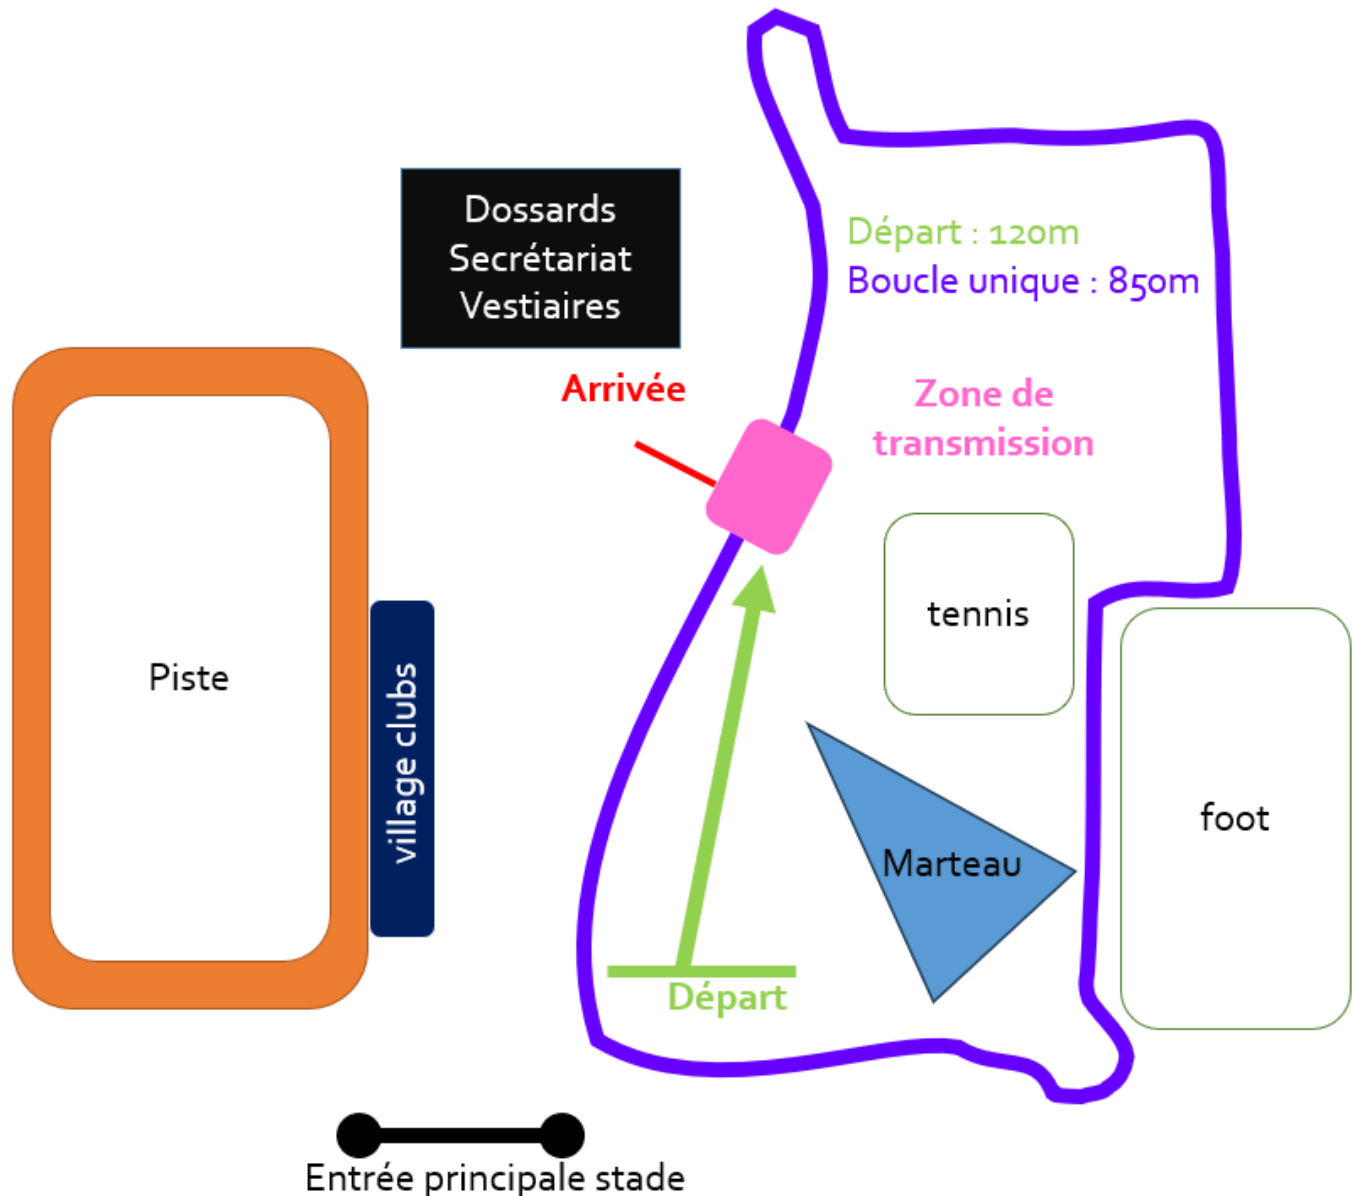 Dossards
Secrétariat
Vestiaires
Départ : 120m
Boucle unique : 850m
Arrivée
Zone de
transmission
tennis
Piste
village clubs
foot
Marteau
Départ
Entrée principale stade